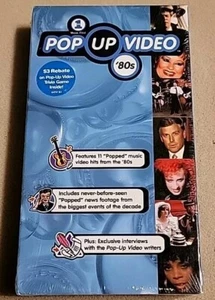 1
POP UP VIDEO
'80s
$3 Rebate
on Pop-Up Video
Trivia Game
Inside!
Features 11 "Popped" music
video hits from the '80s
Includes never-before-seen
"Popped" news footage from
the biggest events of the decade
Plus: Exclusive interviews
with the Pop-Up Video writers